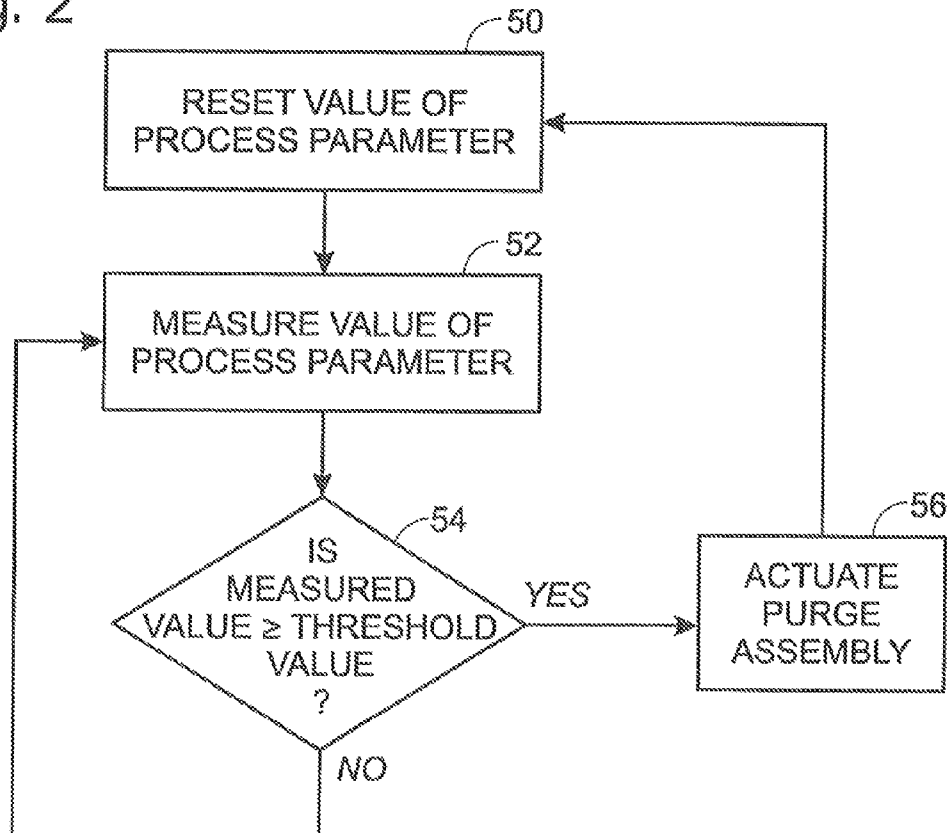 g. 2
50
RESET VALUE OF
PROCESS PARAMETER
52
MEASURE VALUE OF
PROCESS PARAMETER
54
IS
MEASURED
VALUE ≥ THRESHOLD
VALUE
?
YES
56
ACTUATE
PURGE
ASSEMBLY
NO